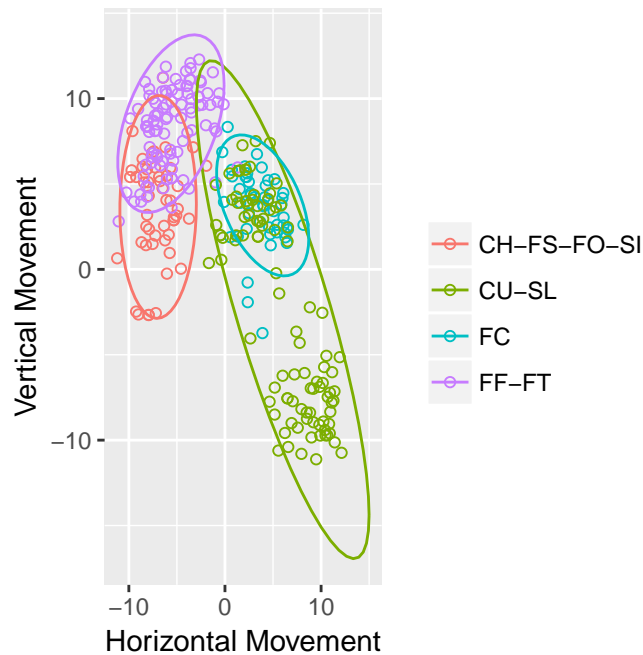 10
0
−10
−10 0 10
Vertical Movement
Horizontal Movement
CH−FS−FO−SI
CU−SL
FC
FF−FT